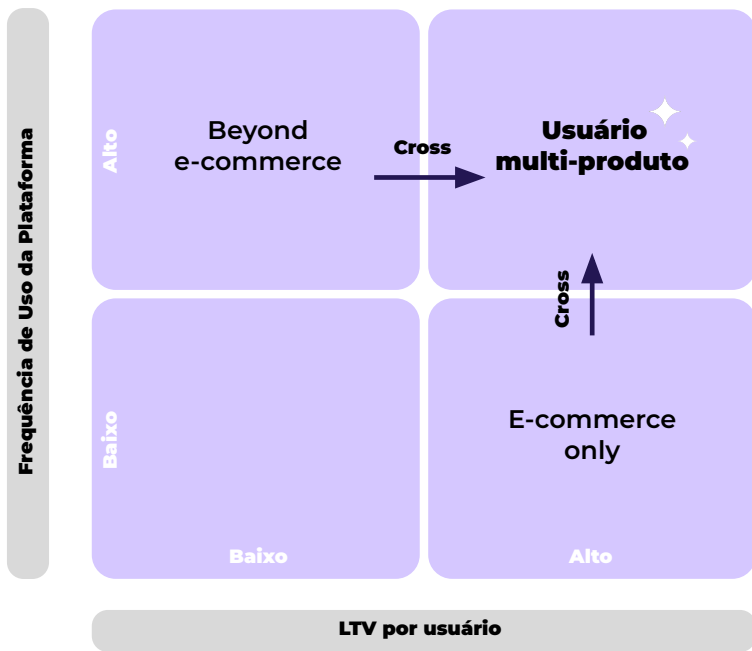 Frequência de Uso da Plataforma
Alto
Beyond
e-commerce
Cross
Usuário
multi-produto
Cross
Baixo
E-commerce
only
Baixo
Alto
LTV por usuário